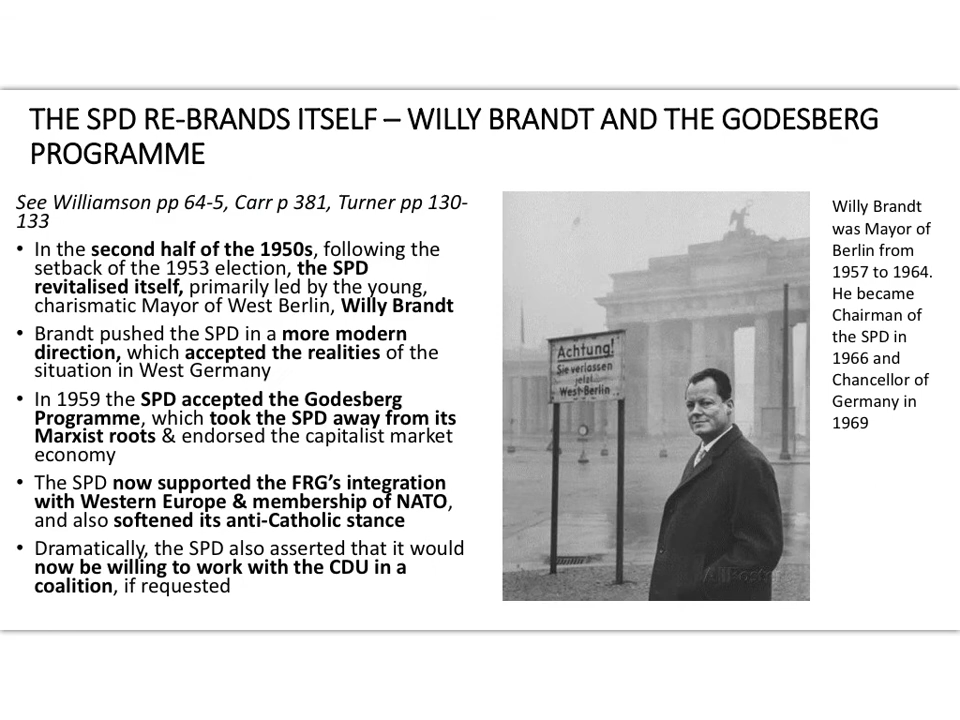 THE SPD RE-BRANDS ITSELF – WILLY BRANDT AND THE GODESBERG
PROGRAMME
See Williamson pp 64-5, Carr p 381, Turner pp 130-
133
• In the second half of the 1950s, following the
setback of the 1953 election, the SPD
revitalised itself, primarily led by the young,
charismatic Mayor of West Berlin, Willy Brandt
• Brandt pushed the SPD in a more modern
direction, which accepted the realities of the
situation in West Germany
• In 1959 the SPD accepted the Godesberg
Programme, which took the SPD away from its
Marxist roots & endorsed the capitalist market
economy
• The SPD now supported the FRG’s integration
with Western Europe & membership of NATO,
and also softened its anti-Catholic stance
• Dramatically, the SPD also asserted that it would
now be willing to work with the CDU in a
coalition, if requested
Achtung!
Sie verlassen
jetzt
West-Berlin
AllPosters
Willy Brandt
was Mayor of
Berlin from
1957 to 1964.
He became
Chairman of
the SPD in
1966 and
Chancellor of
Germany in
1969